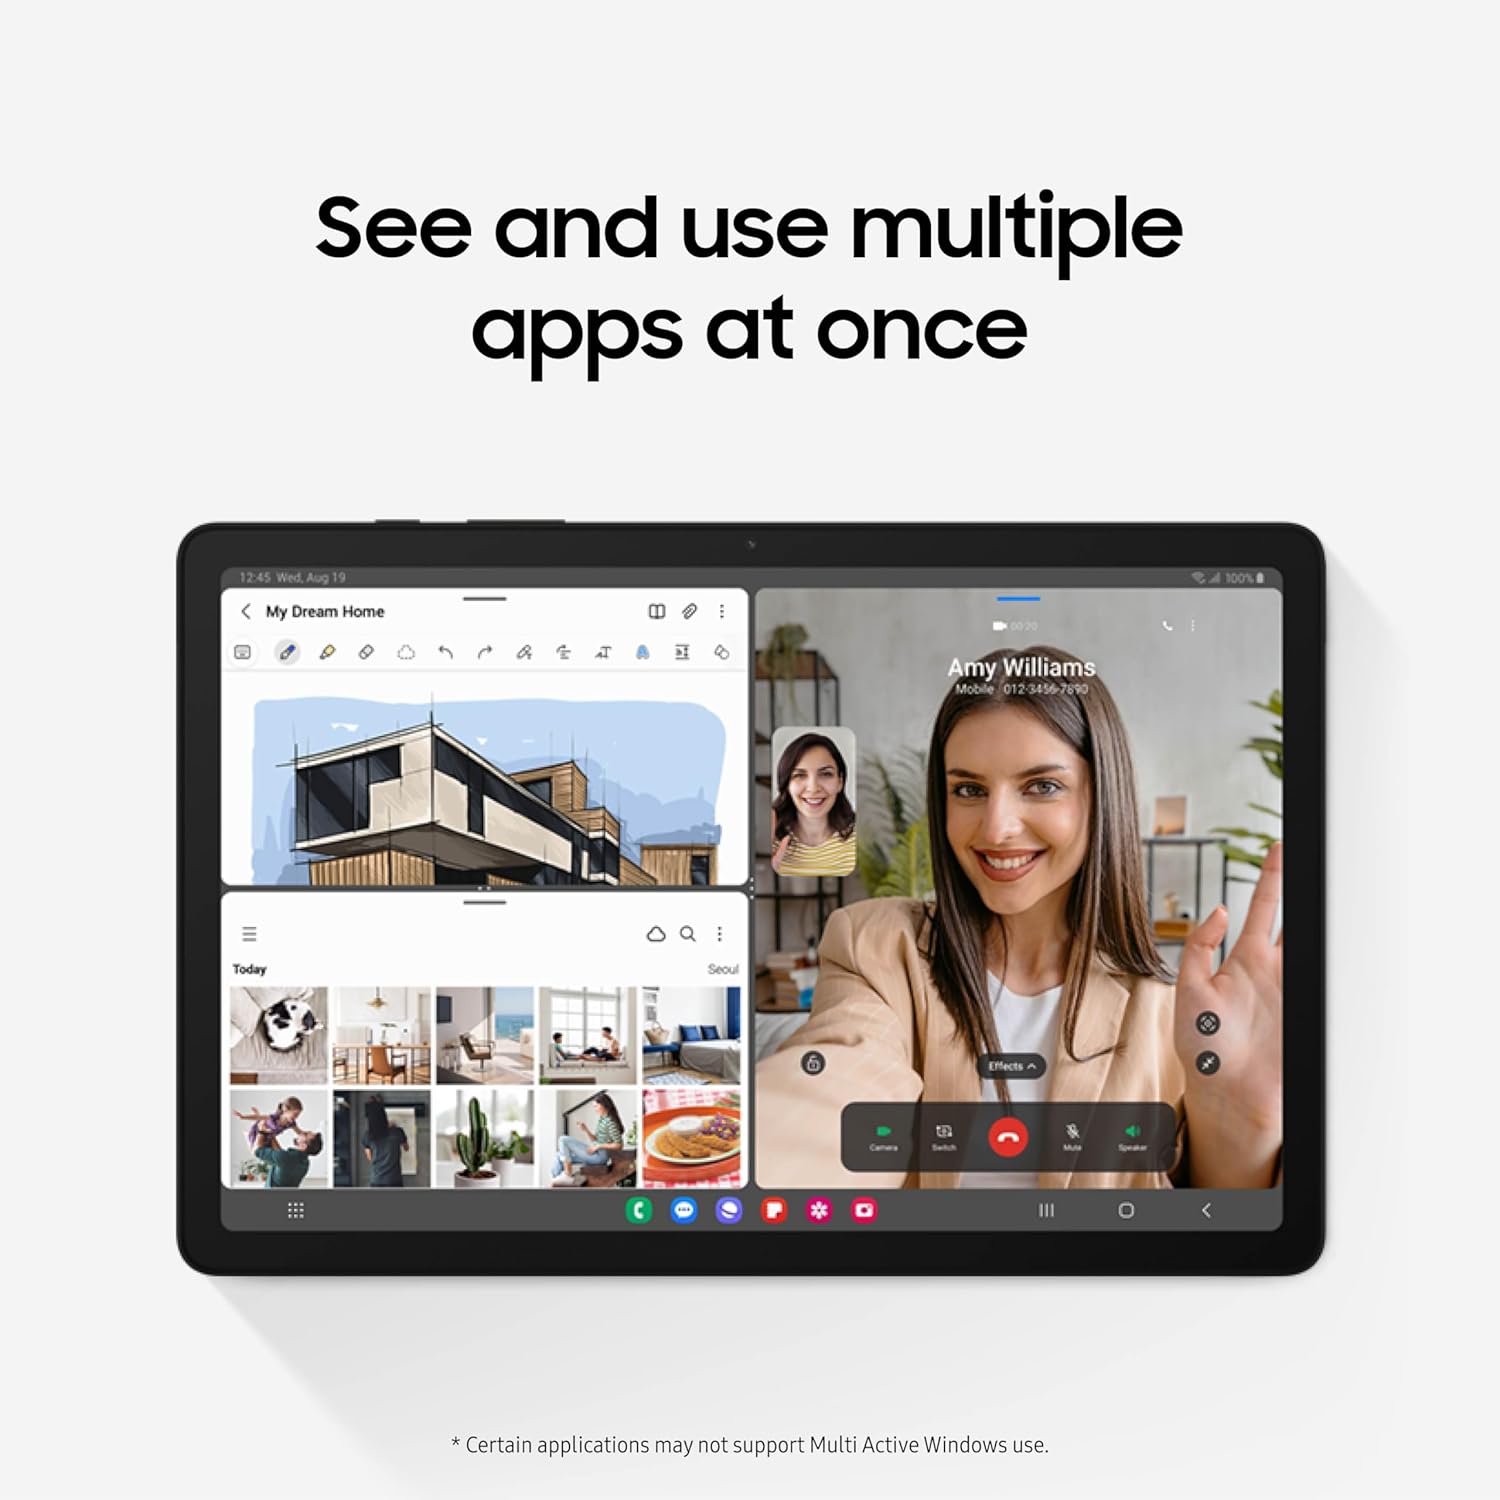 See and use multiple
apps at once
12:45 Wed, Aug 19
100%
My Dream Home
00:20
Amy Williams
Mobile 012-3456-7890
Today
Seoul
Effects
Camera
Switch
Mute
Speaker
* Certain applications may not support Multi Active Windows use.